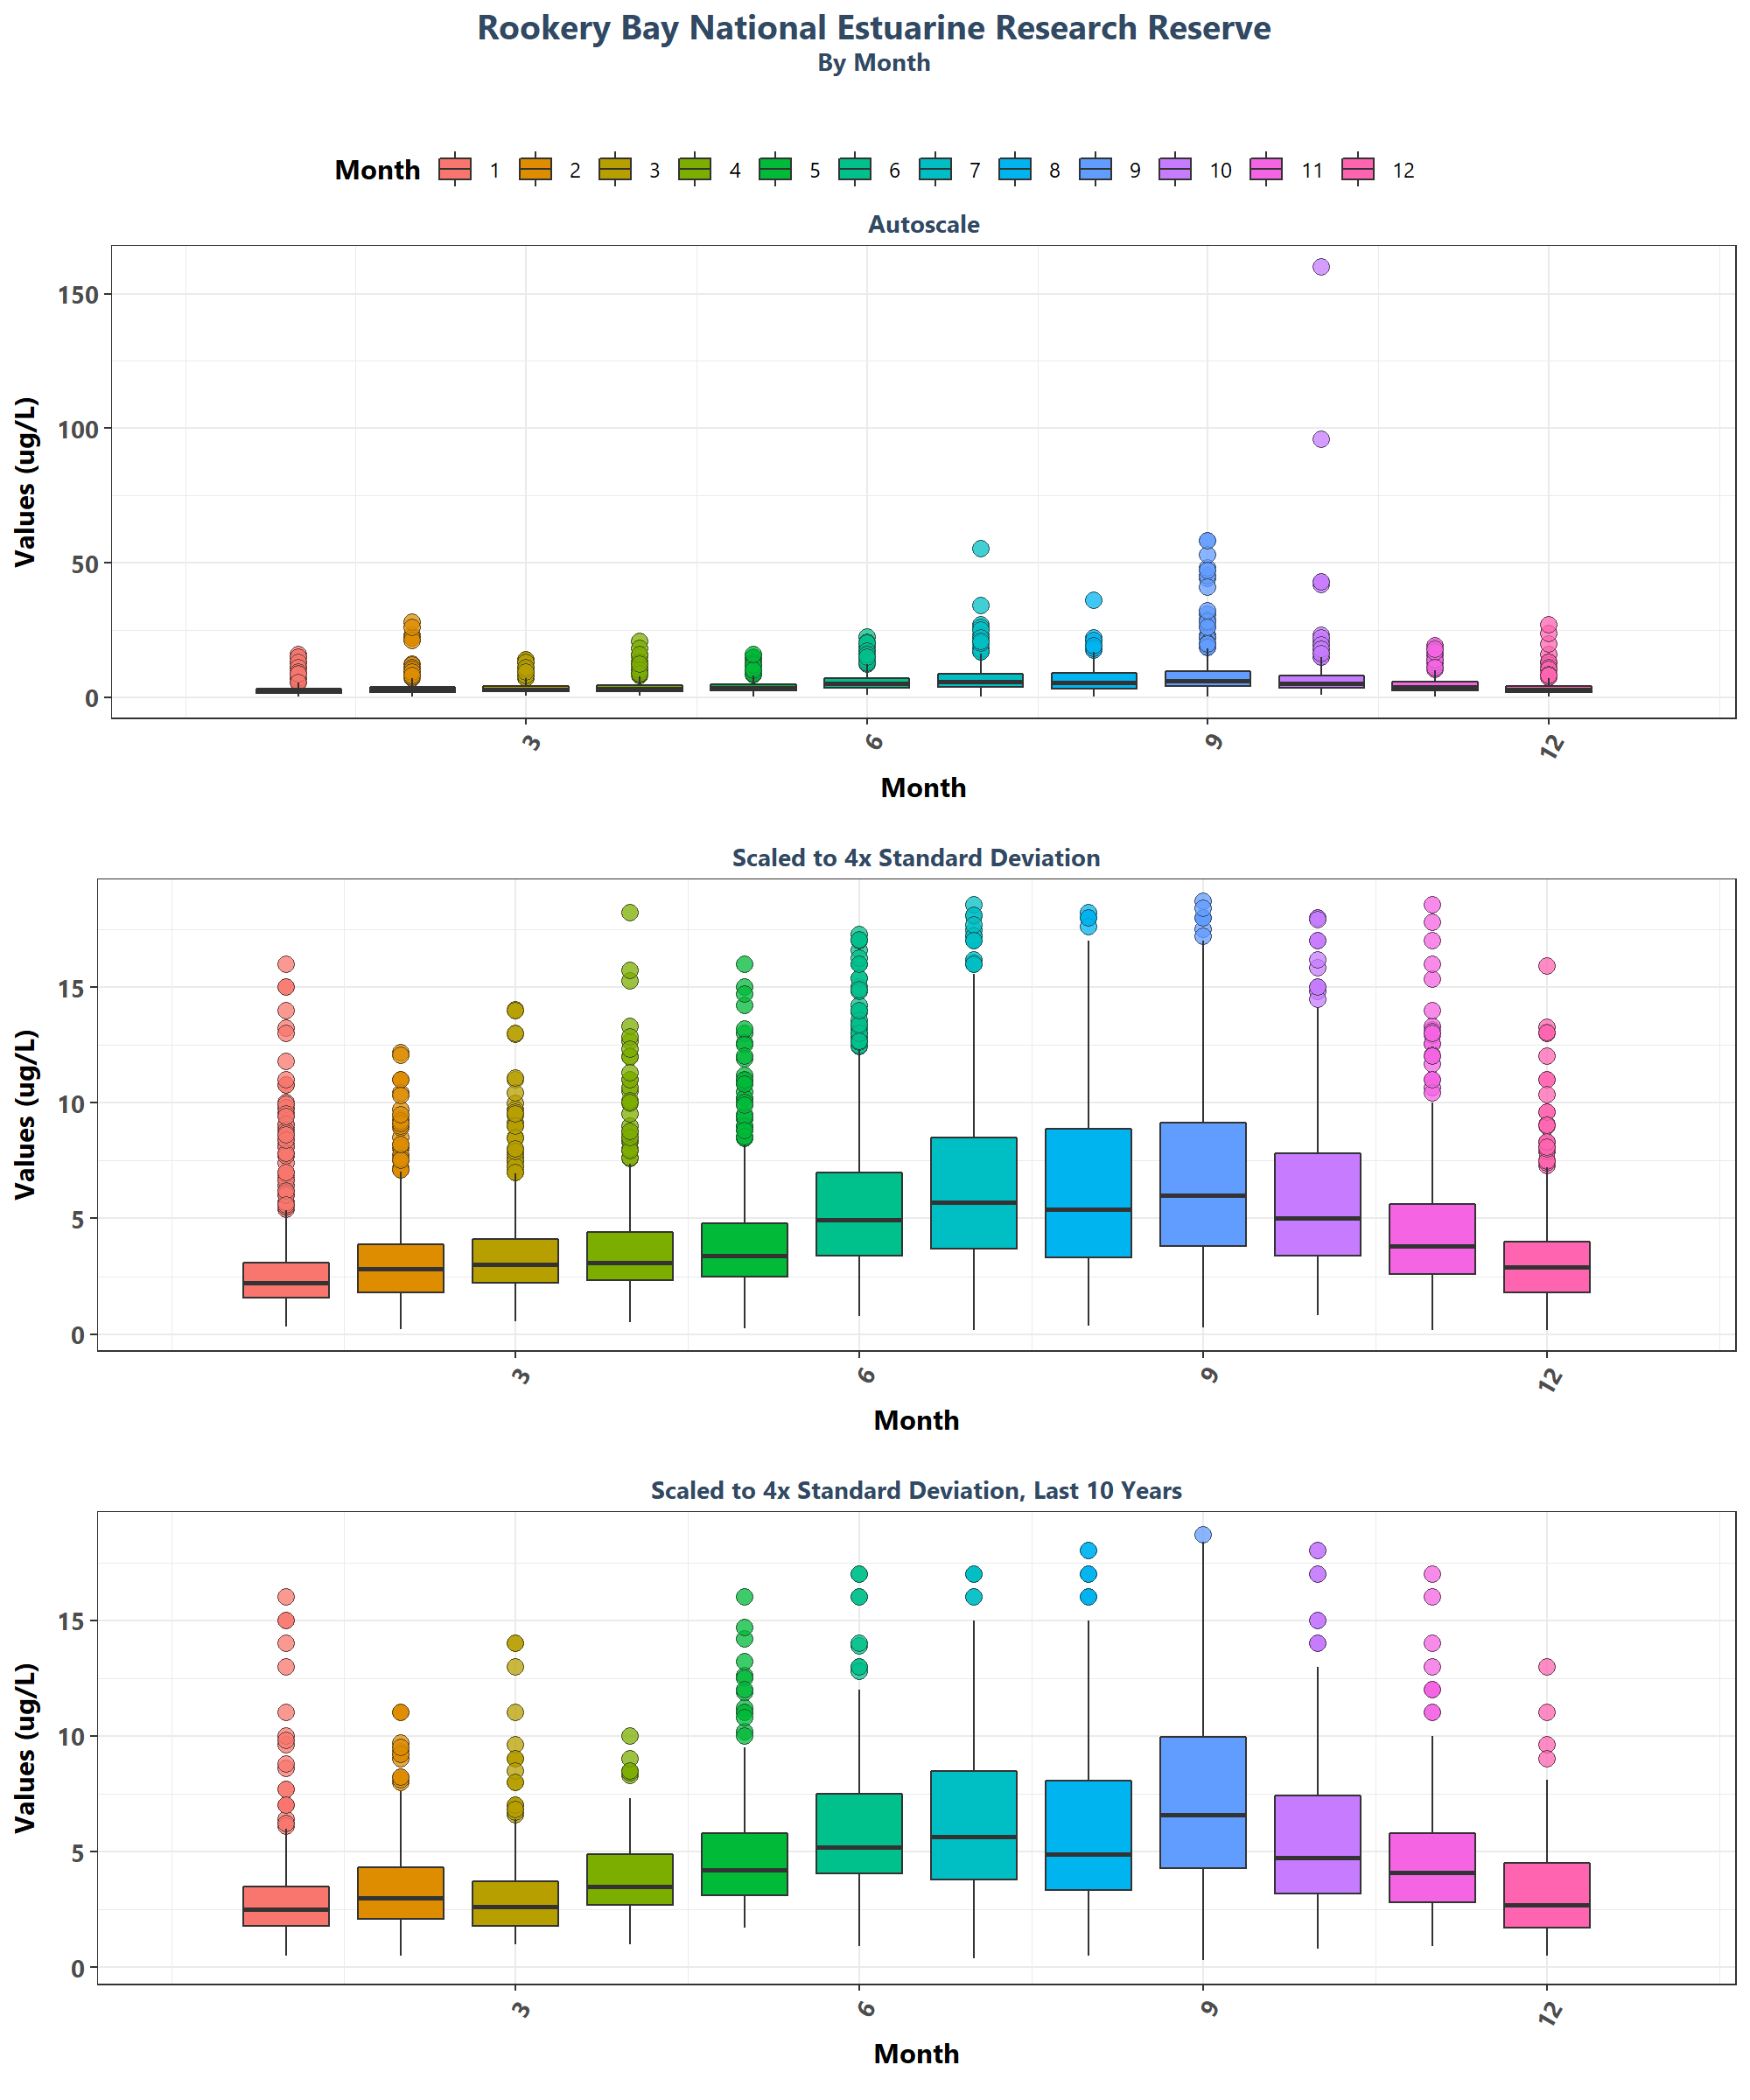 Rookery Bay National Estuarine Research Reserve
By Month
Month 1 2 3 4 5 6 7 8 9 10 11 12
Autoscale
Values (ug/L)
150
100
50
0
3 6 9 12
Month
Scaled to 4x Standard Deviation
Values (ug/L)
15
10
5
0
3 6 9 12
Month
Scaled to 4x Standard Deviation, Last 10 Years
Values (ug/L)
15
10
5
0
3 6 9 12
Month